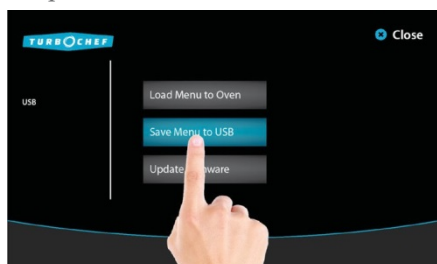 TURBOCHEF
Close
USB
Load Menu to Oven
Save Menu to USB
Update